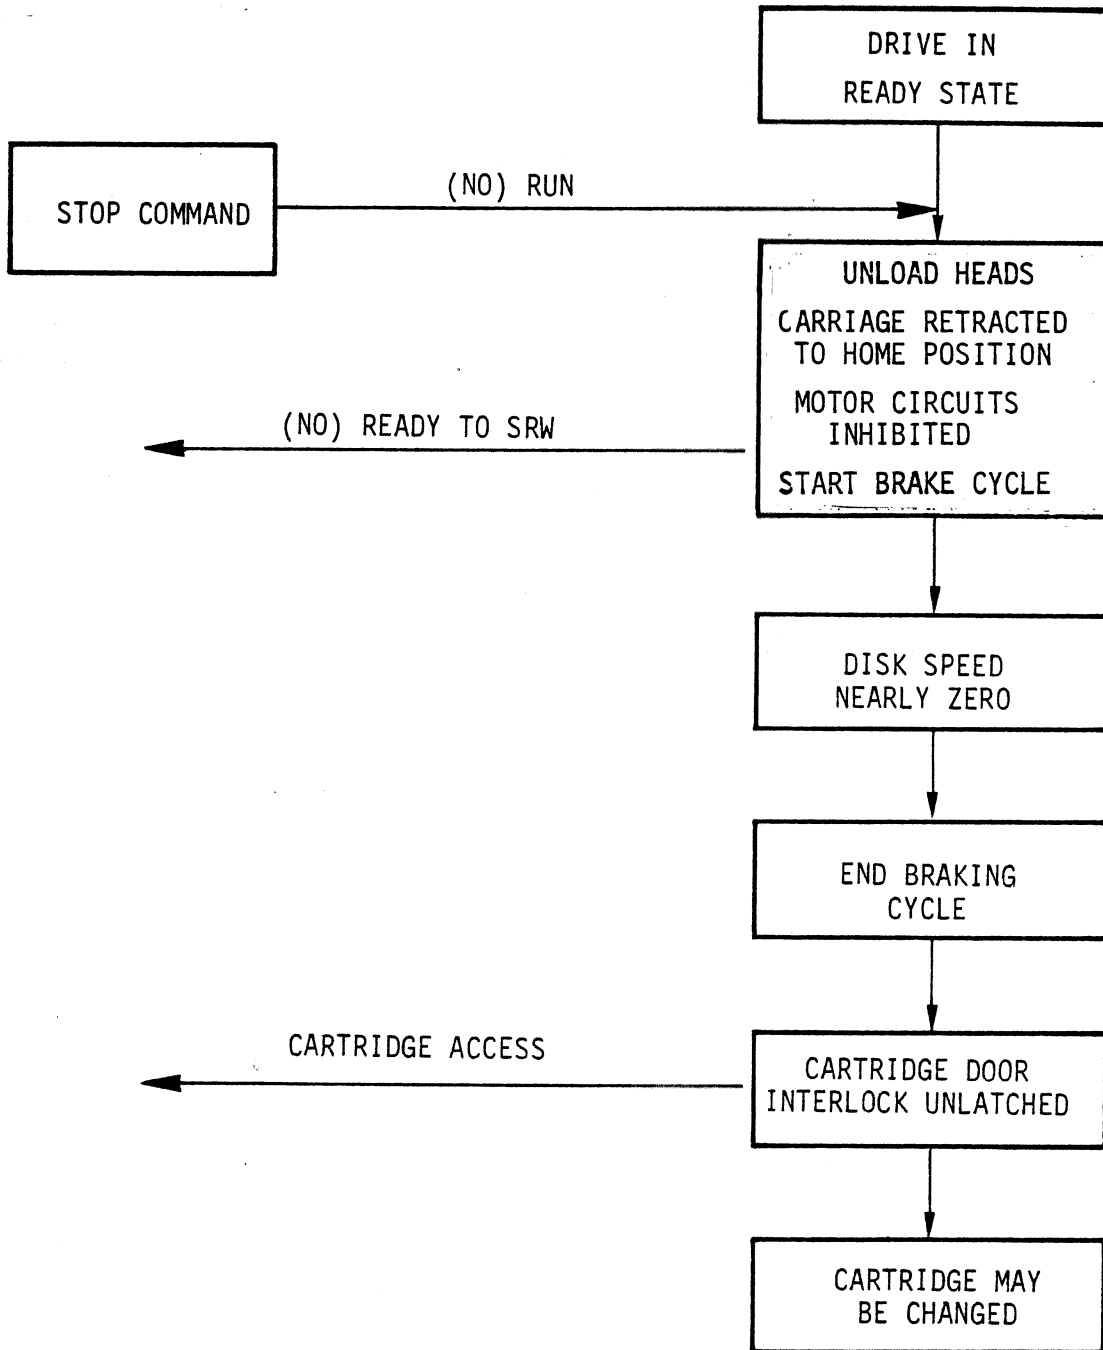 DRIVE IN
READY STATE
(NO) RUN
STOP COMMAND
UNLOAD HEADS
CARRIAGE RETRACTED
TO HOME POSITION
MOTOR CIRCUITS
INHIBITED
(NO) READY TO SRW
START BRAKE CYCLE
DISK SPEED
NEARLY ZERO
END BRAKING
CYCLE
CARTRIDGE ACCESS
CARTRIDGE DOOR
INTERLOCK UNLATCHED
CARTRIDGE MAY
BE CHANGED